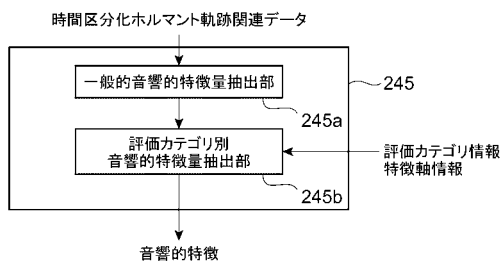 時間区分化ホルマント軌跡関連データ
一般的音響的特徴量抽出部
245
245a
評価カテゴリ別
音響的特徴量抽出部
評価カテゴリ情報
特徴軸情報
245b
音響的特徴